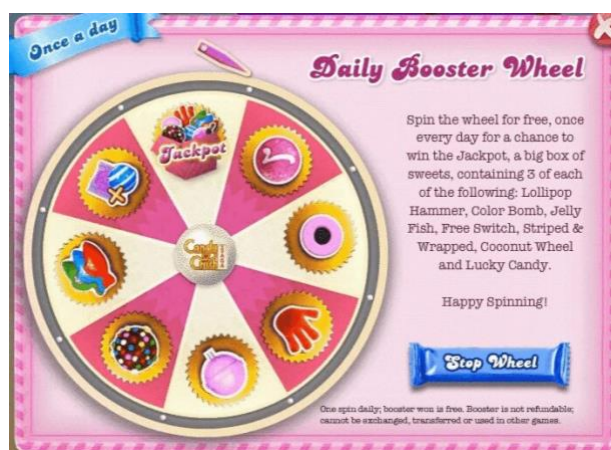 Once a day
Daily Booster Wheel
Spin the wheel for free, once
every day for a chance to
win the Jackpot, a big box of
sweets, containing 3 of each
of the following: Lollipop
Hammer, Color Bomb, Jelly
Fish, Free Switch, Striped &
Wrapped, Coconut Wheel
and Lucky Candy.
Happy Spinning!
Jackpot
Candy
Crush
Stop Wheel
One spin daily; booster won is free. Booster is not refundable;
cannot be exchanged, transferred or used in other games.